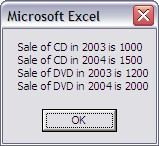 Microsoft Excel
Sale of CD in 2003 is 1000
Sale of CD in 2004 is 1500
Sale of DVD in 2003 is 1200
Sale of DVD in 2004 is 2000
OK